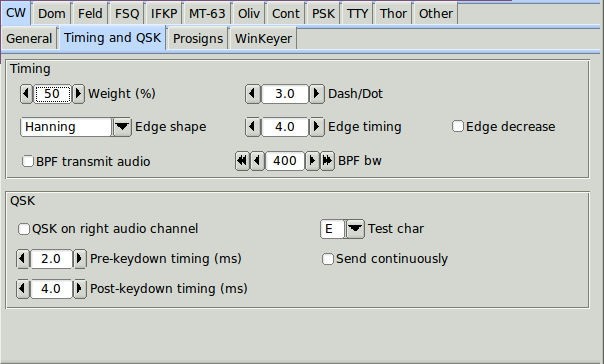 CW Dom Feld FSQ IFKP MT-63 Oliv Cont PSK TTY Thor Other
General Timing and QSK Prosigns WinKeyer
Timing
50 Weight (%) 3.0 Dash/Dot
Hanning Edge shape 4.0 Edge timing Edge decrease
BPF transmit audio 400 BPF bw
QSK
QSK on right audio channel E Test char
2.0 Pre-keydown timing (ms) Send continuously
4.0 Post-keydown timing (ms)